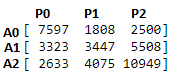 P0 P1 P2
A0[ 7597 1808 2500]
A1[ 3323 3447 5508]
A2[ 2633 4075 10949]